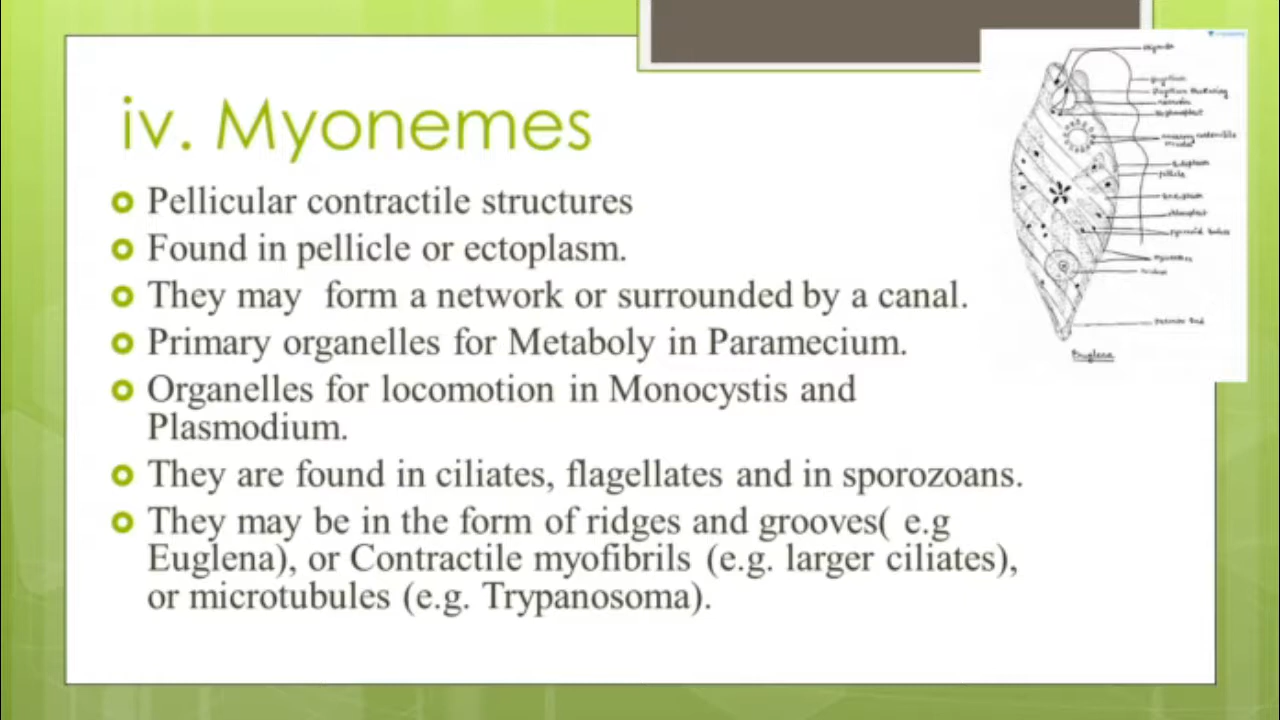 iv. Myonemes
Pellicular contractile structures
Found in pellicle or ectoplasm.
They may form a network or surrounded by a canal.
Primary organelles for Metaboly in Paramecium.
Organelles for locomotion in Monocystis and
Plasmodium.
They are found in ciliates, flagellates and in sporozoans.
They may be in the form of ridges and grooves( e.g
Euglena), or Contractile myofibrils (e.g. larger ciliates),
or microtubules (e.g. Trypanosoma).
pellicle
Euglena